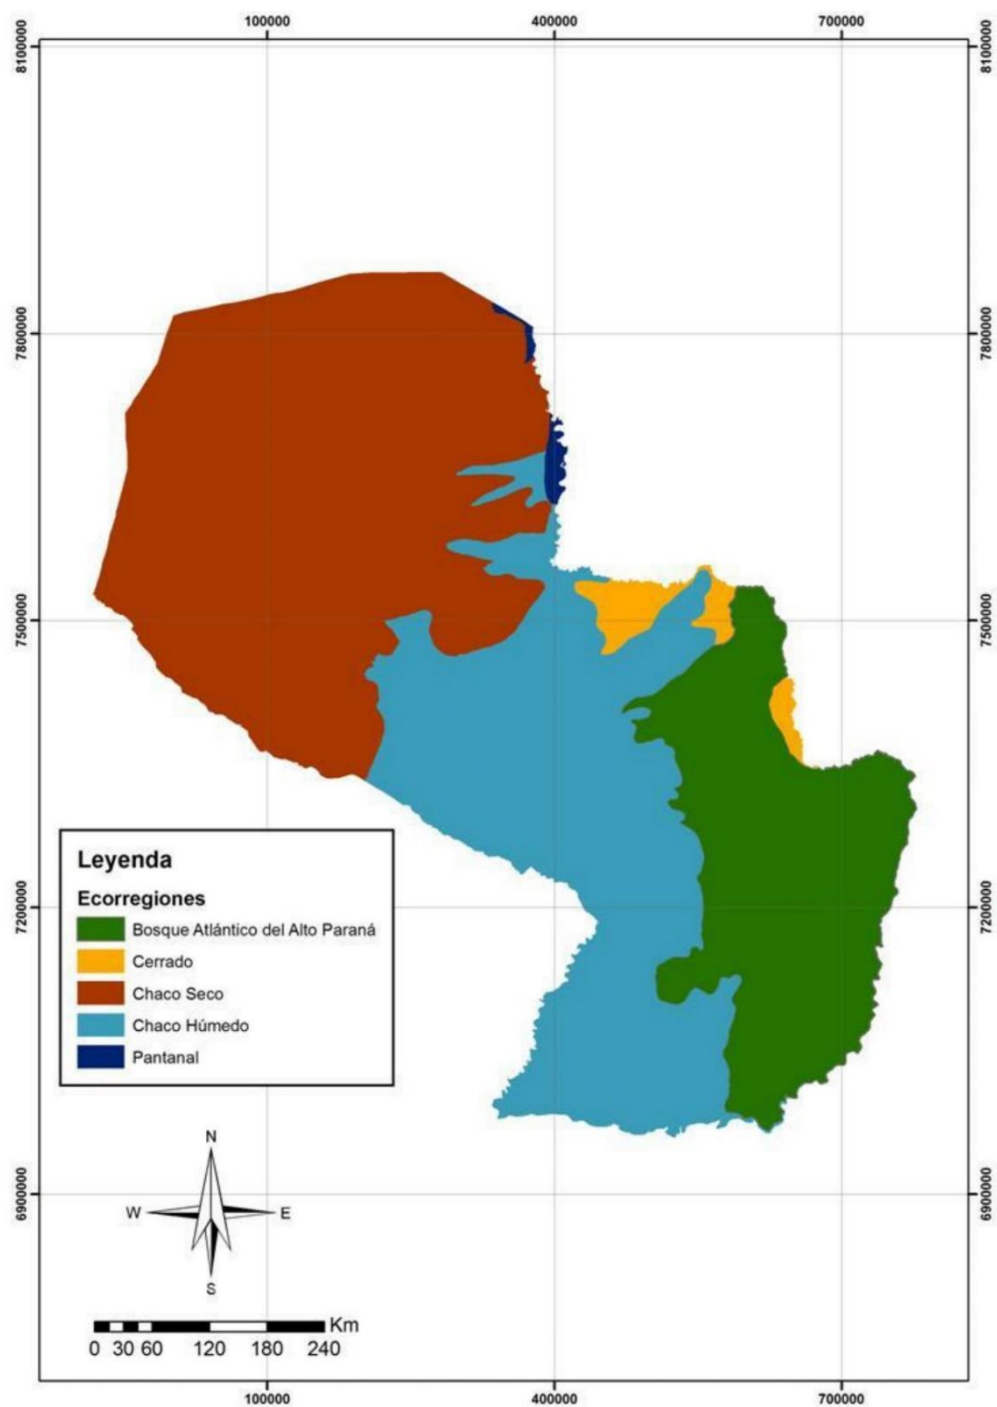 100000 400000 700000
8100000 8100000
7800000 7800000
7500000 7500000
7200000 7200000
6900000 6900000
Leyenda
Ecorregiones
Bosque Atlántico del Alto Paraná
Cerrado
Chaco Seco
Chaco Húmedo
Pantanal
N
W E
S
Km
0 30 60 120 180 240
100000 400000 700000